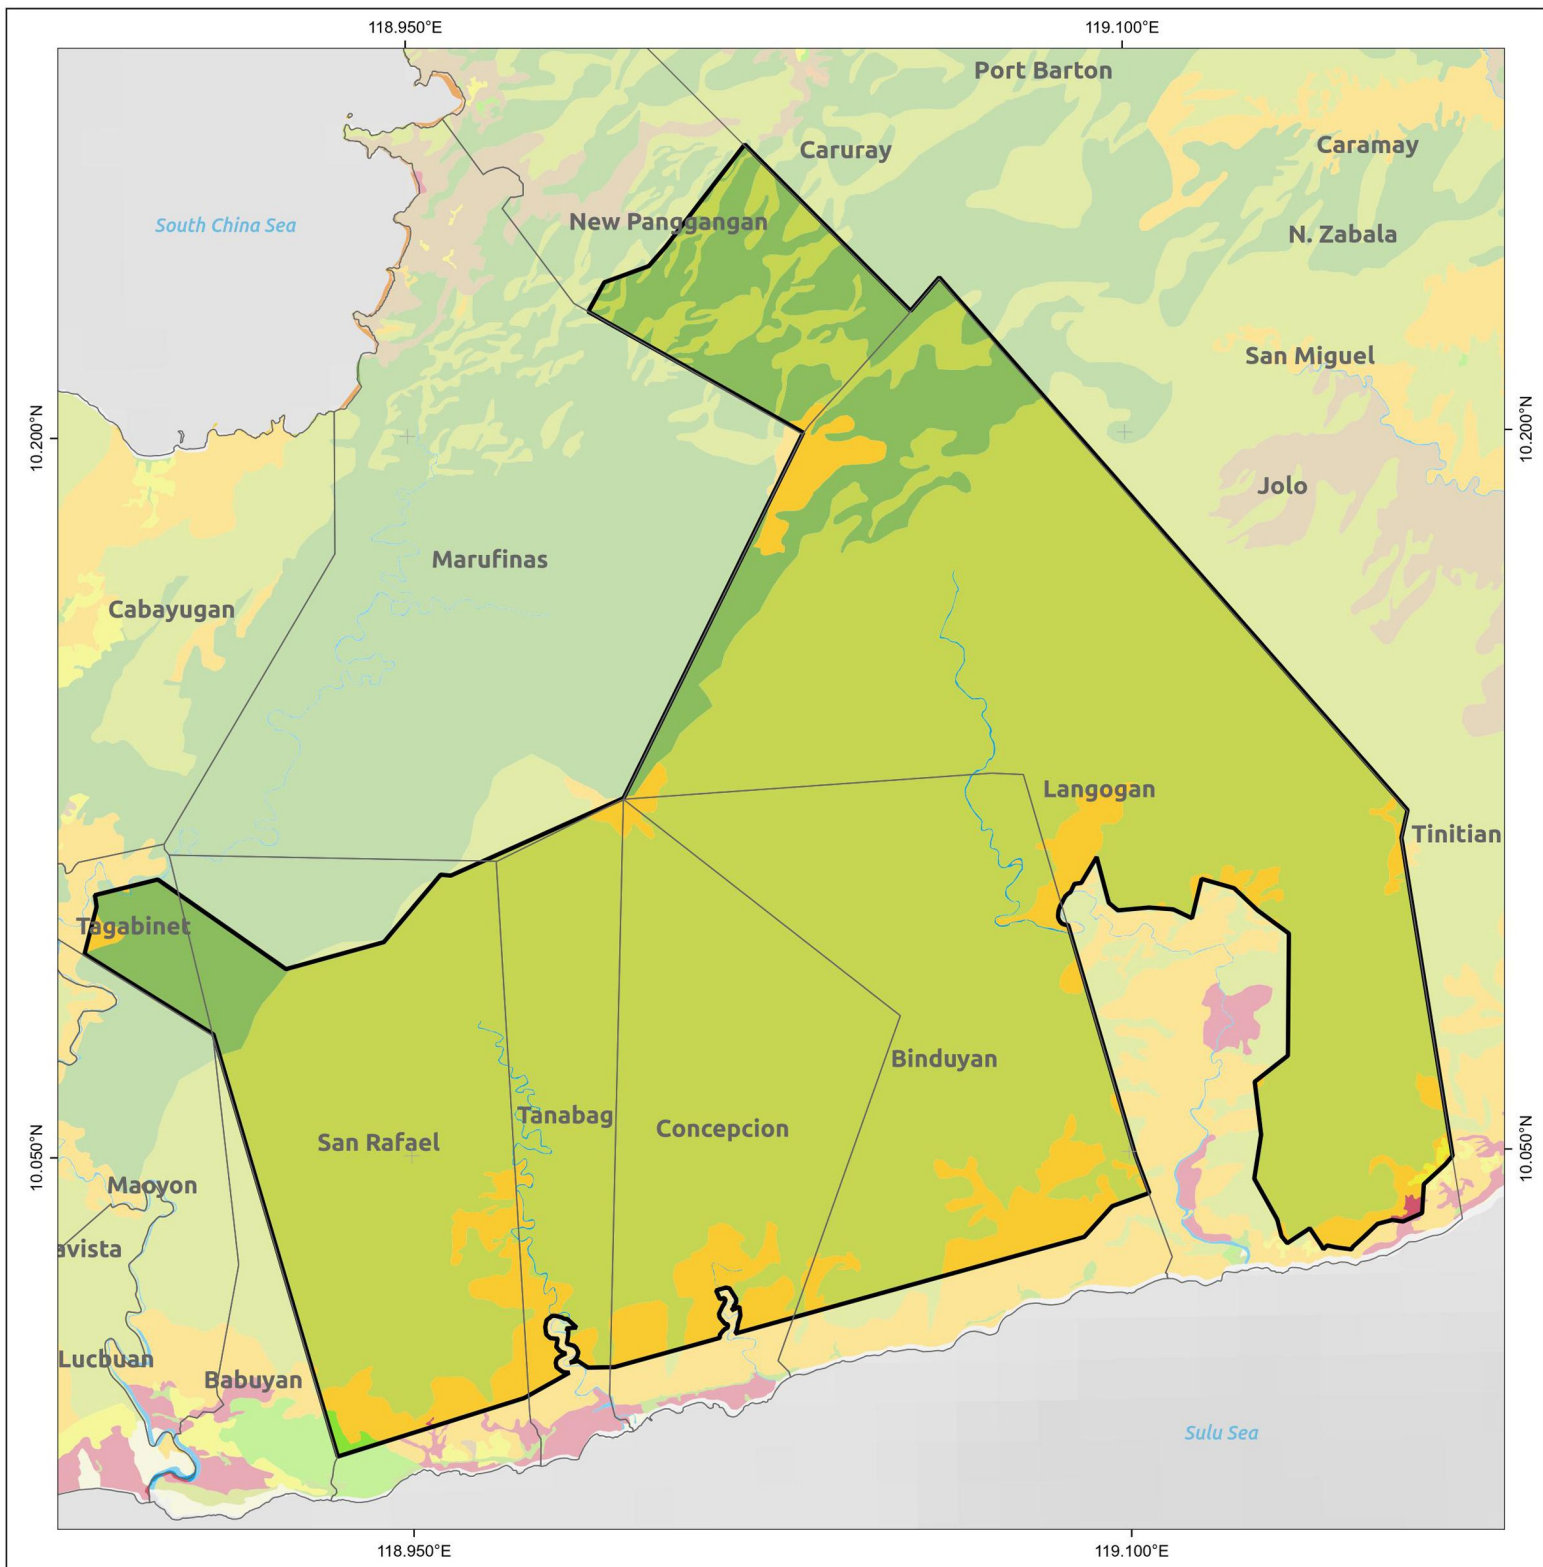 118.950°E
119.100°E
Port Barton
Caruray
Caramay
South China Sea
New Panggangan
N. Zabala
San Miguel
10.200°N
10.200°N
Jolo
Marufinas
Cabayugan
Langogan
Tinitian
Tagabinet
Binduyan
Tanabag
Concepcion
San Rafael
10.050°N
10.050°N
Maoyon
avista
Lucbuan
Babuyan
Sulu Sea
118.950°E
119.100°E